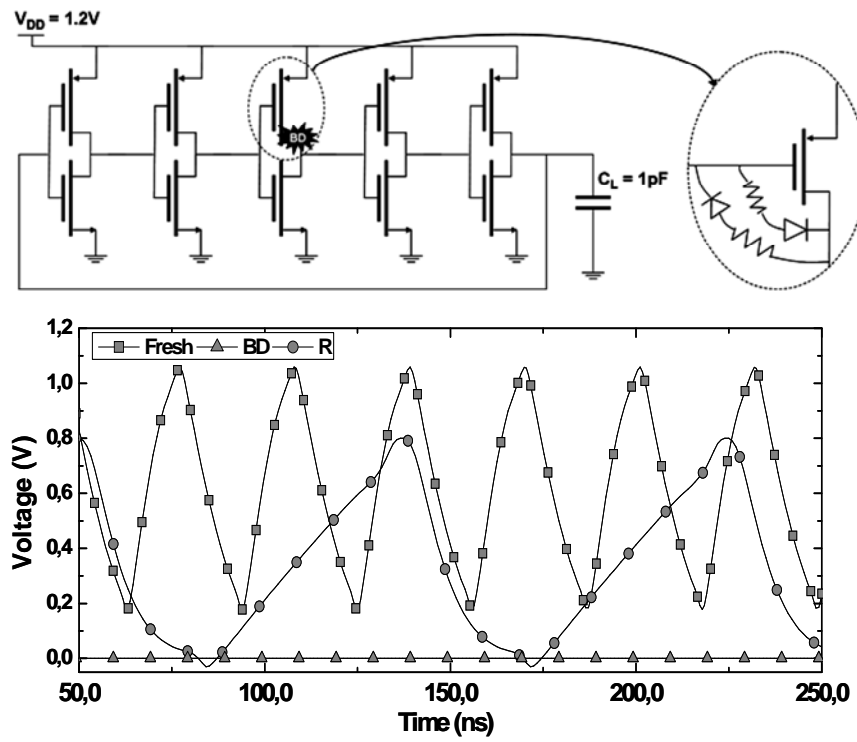 V_DD = 1.2V
BD
C_L = 1pF
Fresh BD R
Voltage (V)
1,2
1,0
0,8
0,6
0,4
0,2
0,0
50,0 100,0 150,0 200,0 250,0
Time (ns)